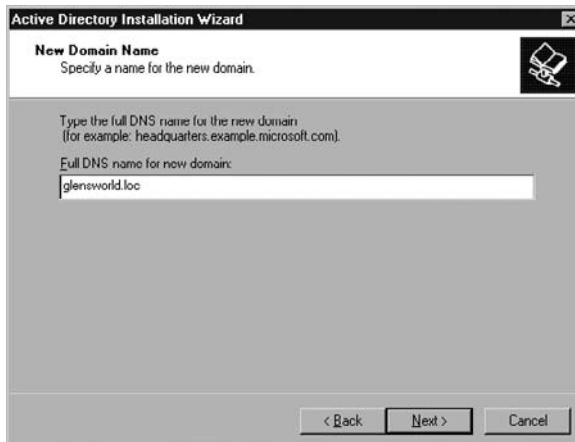 Active Directory Installation Wizard
New Domain Name
Specify a name for the new domain.
Type the full DNS name for the new domain
(for example: headquarters.example.microsoft.com).
Full DNS name for new domain:
glensworld.loc
< Back
Next >
Cancel